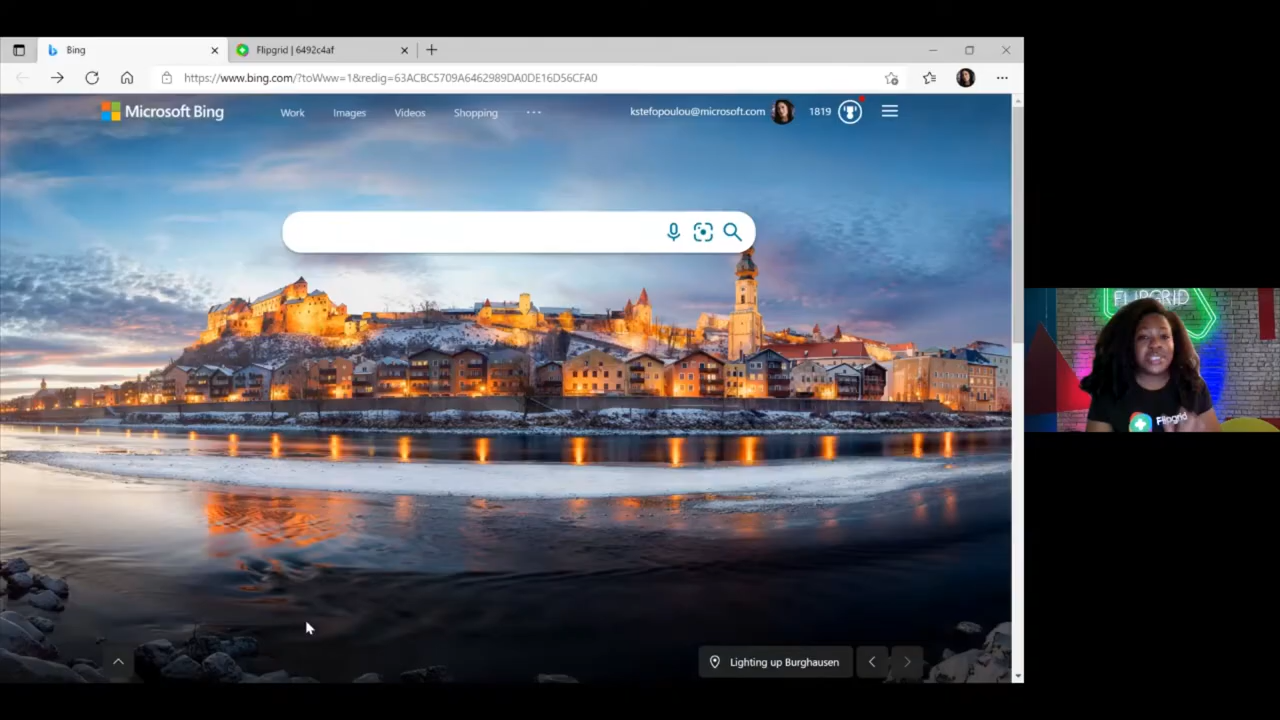 Bing
Flipgrid | 6492c4af
https://www.bing.com/?toWww=1&redig=63ACBC5709A6462989DA0DE16D56CFA0
Microsoft Bing
Work
Images
Videos
Shopping
kstefopoulou@microsoft.com
1819
FLIPGRID
Flipgrid
Lighting up Burghausen